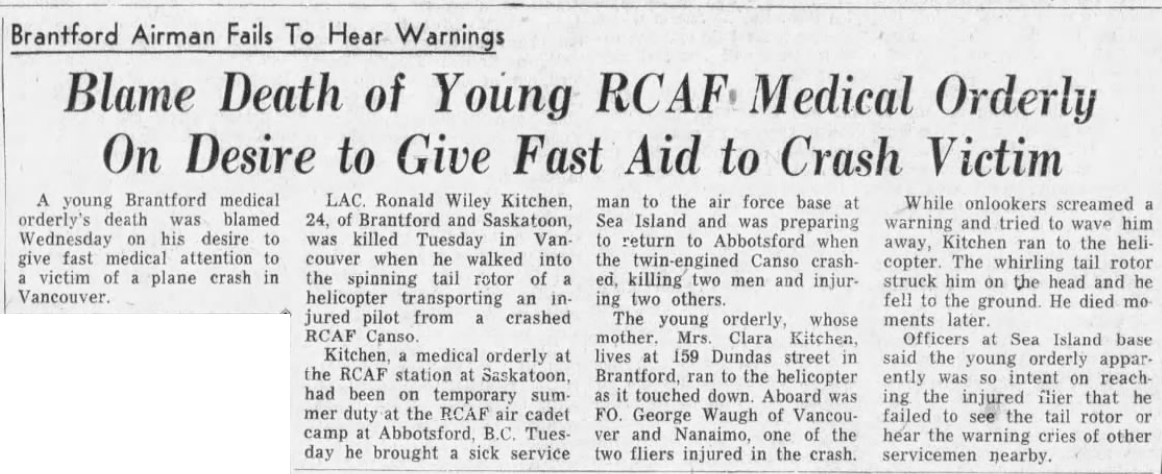 Brantford Airman Fails To Hear Warnings
Blame Death of Young RCAF Medical Orderly
On Desire to Give Fast Aid to Crash Victim
A young Brantford medical
orderly's death was blamed
Wednesday on his desire to
give fast medical attention to
a victim of a plane crash in
Vancouver.
LAC. Ronald Wiley Kitchen,
24, of Brantford and Saskatoon,
was killed Tuesday in Van-
couver when he walked into
the spinning tail rotor of a
helicopter transporting an in-
jured pilot from a crashed
RCAF Canso.
Kitchen, a medical orderly at
the RCAF station at Saskatoon,
had been on temporary sum-
mer duty at the RCAF air cadet
camp at Abbotsford, B.C. Tues-
day he brought a sick service
man to the air force base at
Sea Island and was preparing
to return to Abbotsford when
the twin-engined Canso crash-
ed, killing two men and injur-
ing two others.
The young orderly, whose
mother, Mrs. Clara Kitchen,
lives at 159 Dundas street in
Brantford, ran to the helicopter
as it touched down. Aboard was
FO. George Waugh of Vancou-
ver and Nanaimo, one of the
two fliers injured in the crash.
While onlookers screamed a
warning and tried to wave him
away, Kitchen ran to the heli-
copter. The whirling tail rotor
struck him on the head and he
fell to the ground. He died mo-
ments later.
Officers at Sea Island base
said the young orderly appar-
ently was so intent on reach-
ing the injured flier that he
failed to see the tail rotor or
hear the warning cries of other
servicemen nearby.